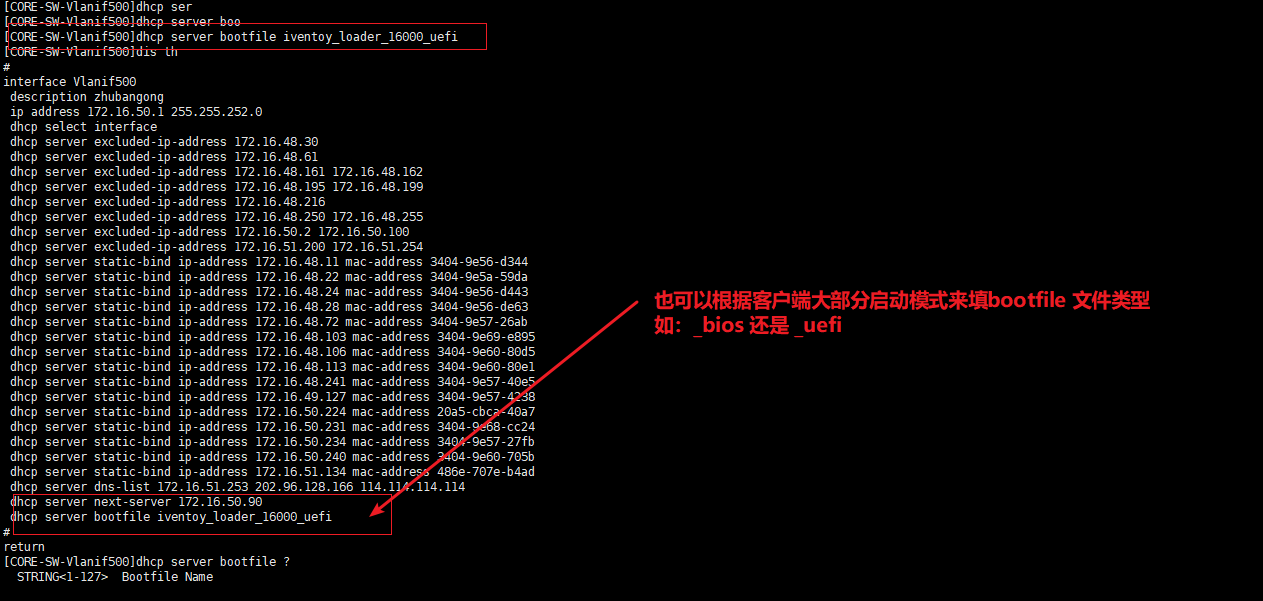 [CORE-SW-Vlanif500]dhcp ser
[CORE-SW-Vlanif500]dhcp server boo
[CORE-SW-Vlanif500]dhcp server bootfile iventoy_loader_16000_uefi
[CORE-SW-Vlanif500]dis th
#
interface Vlanif500
 description zhubangong
 ip address 172.16.50.1 255.255.252.0
 dhcp select interface
 dhcp server excluded-ip-address 172.16.48.30
 dhcp server excluded-ip-address 172.16.48.61
 dhcp server excluded-ip-address 172.16.48.161 172.16.48.162
 dhcp server excluded-ip-address 172.16.48.195 172.16.48.199
 dhcp server excluded-ip-address 172.16.48.216
 dhcp server excluded-ip-address 172.16.48.250 172.16.48.255
 dhcp server excluded-ip-address 172.16.50.2 172.16.50.100
 dhcp server excluded-ip-address 172.16.51.200 172.16.51.254
 dhcp server static-bind ip-address 172.16.48.11 mac-address 3404-9e56-d344
 dhcp server static-bind ip-address 172.16.48.22 mac-address 3404-9e5a-59da
 dhcp server static-bind ip-address 172.16.48.24 mac-address 3404-9e56-d443
 dhcp server static-bind ip-address 172.16.48.28 mac-address 3404-9e56-de63
 dhcp server static-bind ip-address 172.16.48.72 mac-address 3404-9e57-26ab
 dhcp server static-bind ip-address 172.16.48.103 mac-address 3404-9e69-e895
 dhcp server static-bind ip-address 172.16.48.106 mac-address 3404-9e60-80d5
 dhcp server static-bind ip-address 172.16.48.113 mac-address 3404-9e60-80e1
 dhcp server static-bind ip-address 172.16.48.241 mac-address 3404-9e57-40e5
 dhcp server static-bind ip-address 172.16.49.127 mac-address 3404-9e57-4238
 dhcp server static-bind ip-address 172.16.50.224 mac-address 20a5-cbca-40a7
 dhcp server static-bind ip-address 172.16.50.231 mac-address 3404-9e68-cc24
 dhcp server static-bind ip-address 172.16.50.234 mac-address 3404-9e57-27fb
 dhcp server static-bind ip-address 172.16.50.240 mac-address 3404-9e60-705b
 dhcp server static-bind ip-address 172.16.51.134 mac-address 486e-707e-b4ad
 dhcp server dns-list 172.16.51.253 202.96.128.166 114.114.114.114
 dhcp server next-server 172.16.50.90
 dhcp server bootfile iventoy_loader_16000_uefi
#
return
[CORE-SW-Vlanif500]dhcp server bootfile ?
  STRING<1-127>  Bootfile Name
也可以根据客户端大部分启动模式来填bootfile 文件类型
如：_bios 还是 _uefi